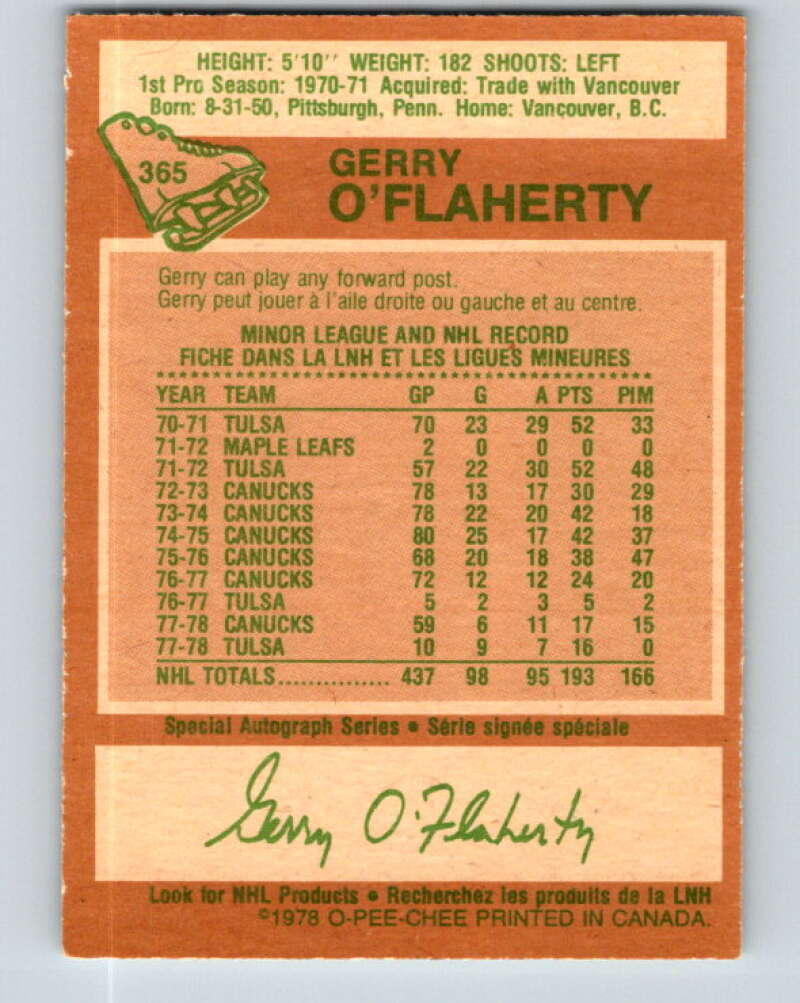 HEIGHT: 5'10'' WEIGHT: 182 SHOOTS: LEFT
1st Pro Season: 1970-71 Acquired: Trade with Vancouver
Born: 8-31-50, Pittsburgh, Penn. Home: Vancouver, B.C.
365
GERRY
O'FLAHERTY
Gerry can play any forward post.
Gerry peut jouer à l'aile droite ou gauche et au centre.
MINOR LEAGUE AND NHL RECORD
FICHE DANS LA LNH ET LES LIGUES MINEURES
YEAR TEAM GP G A PTS PIM
70-71 TULSA 70 23 29 52 33
71-72 MAPLE LEAFS 2 0 0 0 0
71-72 TULSA 57 22 30 52 48
72-73 CANUCKS 78 13 17 30 29
73-74 CANUCKS 78 22 20 42 18
74-75 CANUCKS 80 25 17 42 37
75-76 CANUCKS 68 20 18 38 47
76-77 CANUCKS 72 12 12 24 20
76-77 TULSA 5 2 3 5 2
77-78 CANUCKS 59 6 11 17 15
77-78 TULSA 10 9 7 16 0
NHL TOTALS............... 437 98 95 193 166
Special Autograph Series • Série signée spéciale
Gerry O'Flaherty
Look for NHL Products • Recherchez les produits de la LNH
©1978 O-PEE-CHEE PRINTED IN CANADA.